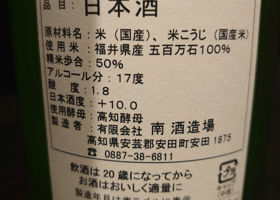 品目：日本酒
原材料名：米（国産）、米こうじ（国産米）
使用米：福井県産 五百万石100%
精米歩合：50%
アルコール分：17度
酸度：1.8
日本酒度：+10.0
使用酵母：高知酵母
製造者：有限会社 南 酒造場
高知県安芸郡安田町安田 1875
☎ 0887-38-6811
飲酒は20歳になってから
お酒はおいしく適量に